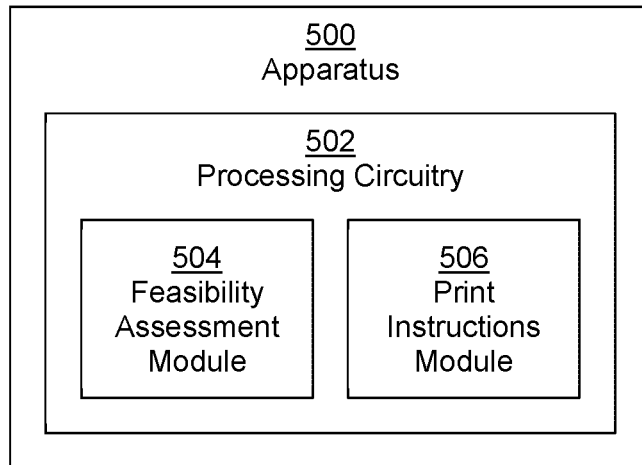 500
Apparatus
502
Processing Circuitry
504
Feasibility
Assessment
Module
506
Print
Instructions
Module